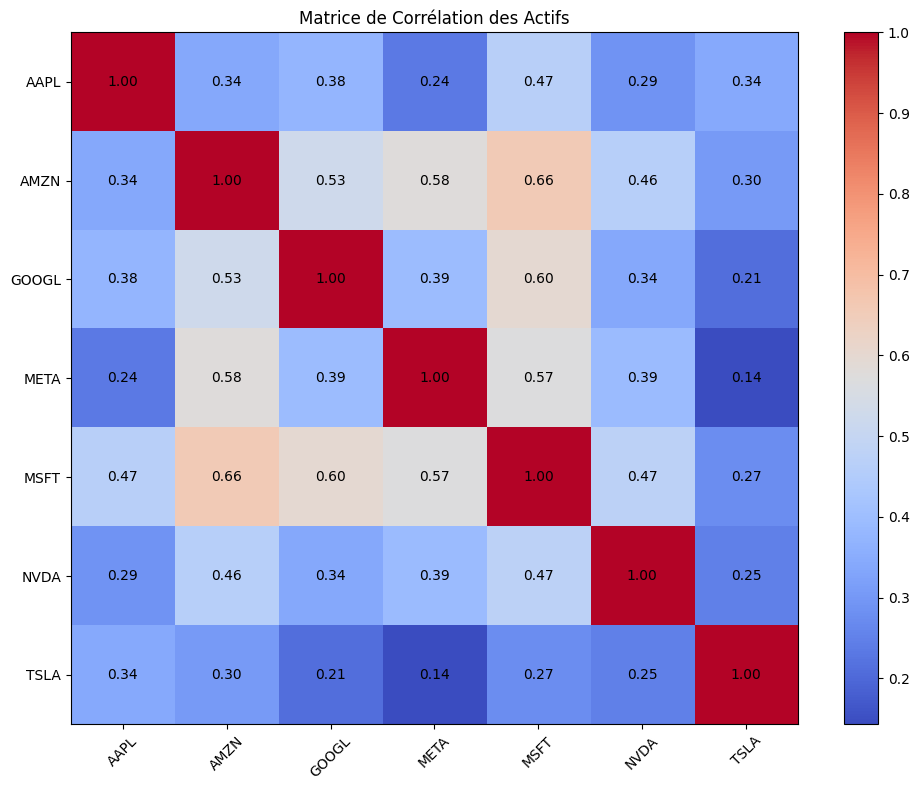 Matrice de Corrélation des Actifs
AAPL 1.00 0.34 0.38 0.24 0.47 0.29 0.34
AMZN 0.34 1.00 0.53 0.58 0.66 0.46 0.30
GOOGL 0.38 0.53 1.00 0.39 0.60 0.34 0.21
META 0.24 0.58 0.39 1.00 0.57 0.39 0.14
MSFT 0.47 0.66 0.60 0.57 1.00 0.47 0.27
NVDA 0.29 0.46 0.34 0.39 0.47 1.00 0.25
TSLA 0.34 0.30 0.21 0.14 0.27 0.25 1.00
AAPL AMZN GOOGL META MSFT NVDA TSLA
1.0
0.9
0.8
0.7
0.6
0.5
0.4
0.3
0.2